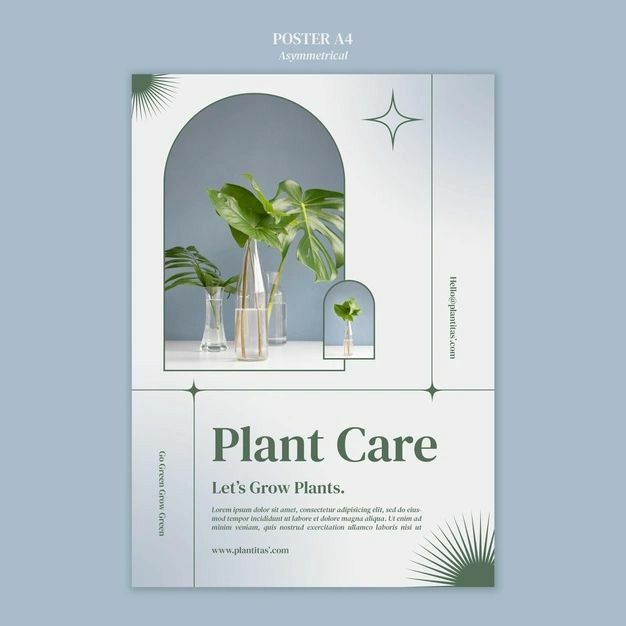 POSTER A4
Asymmetrical
Hello@plantitas'.com
Plant Care
Let's Grow Plants.
Go Green Grow Green
Lorem ipsum dolor sit amet, consectetur adipisicing elit, sed do eius-
mod tempor incididunt ut labore et dolore magna aliqua. Ut enim ad
minim veniam, quis nostrud exercitation ullamco laboris nisi ut
www.plantitas'.com